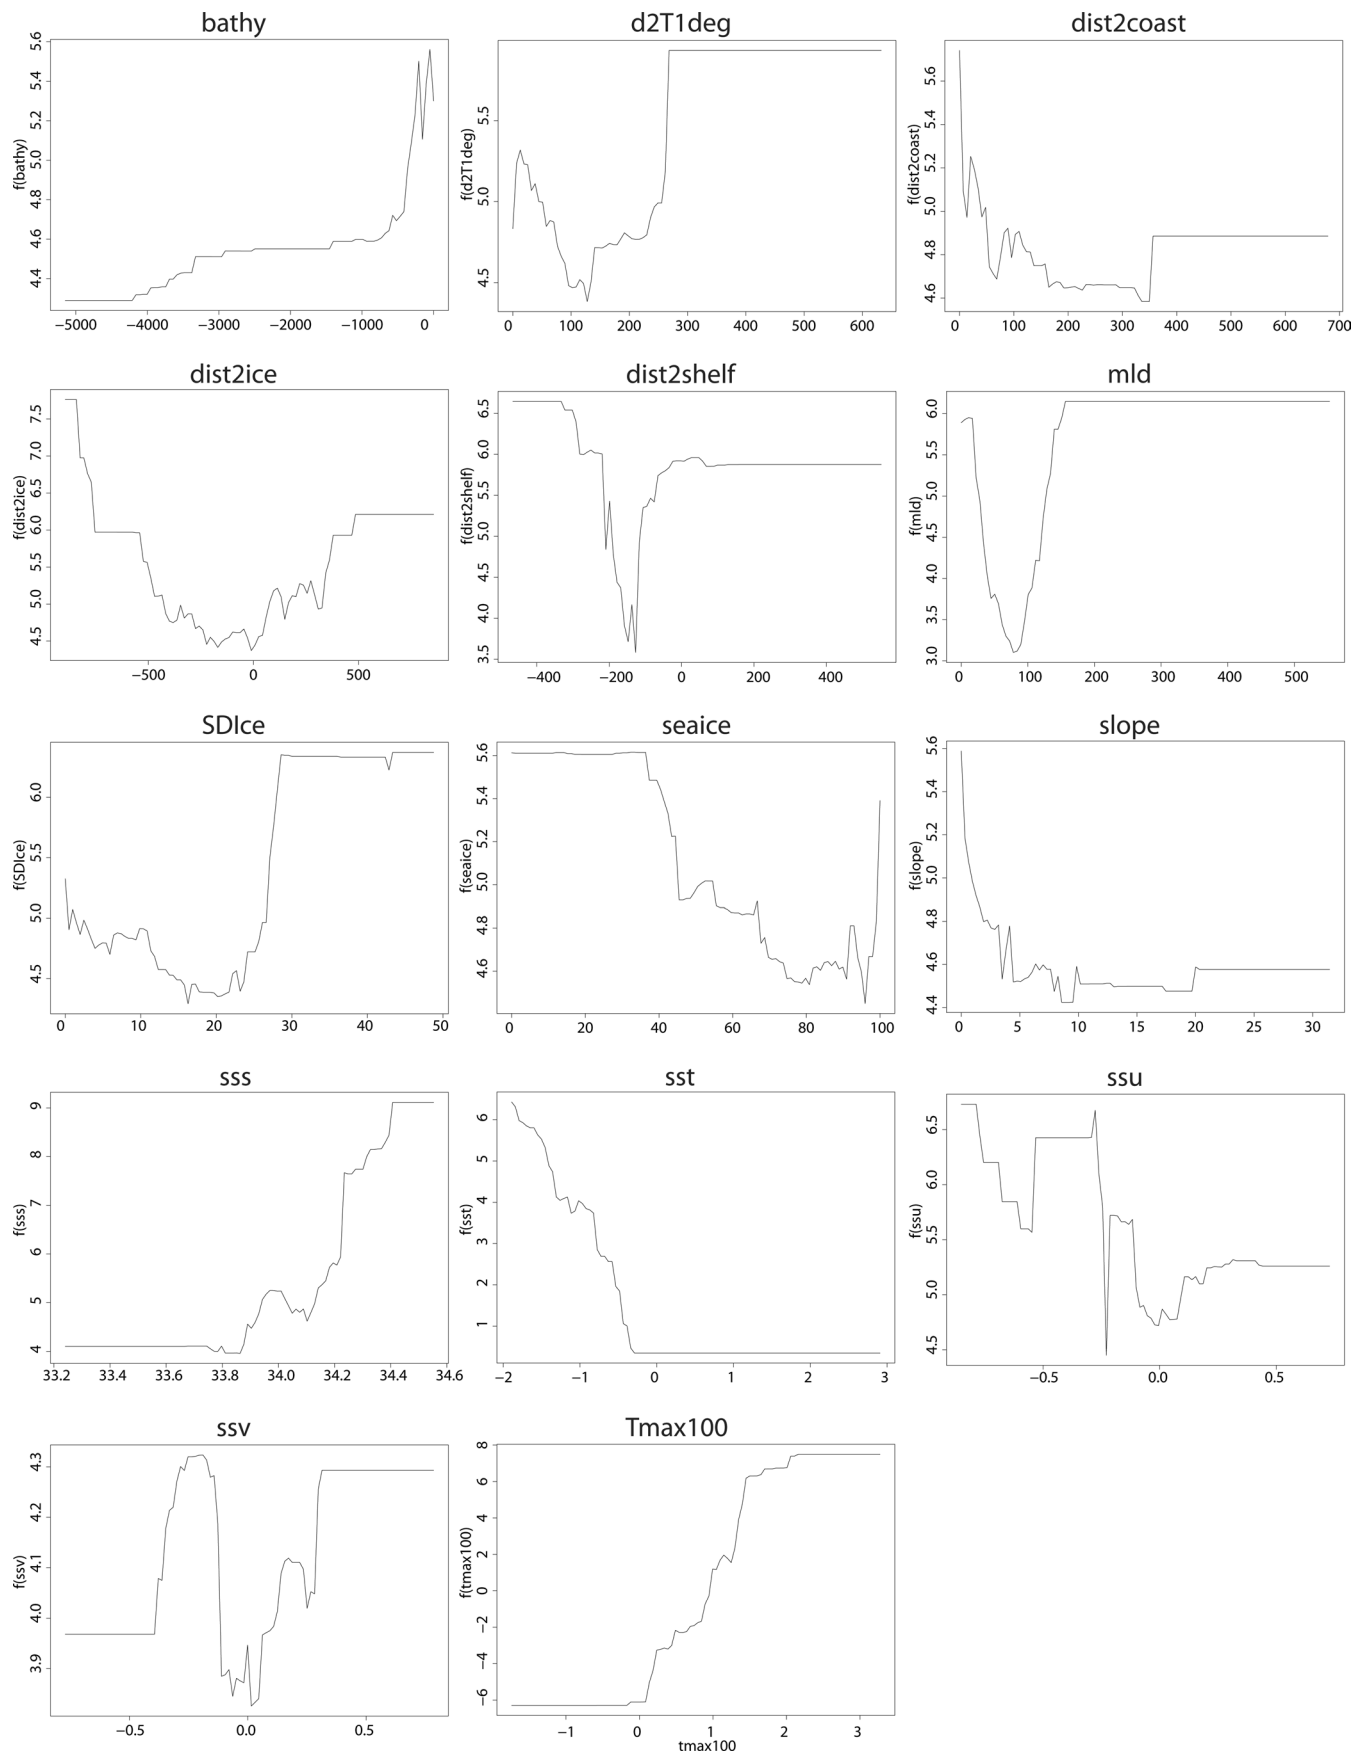 bathy
d2T1deg
dist2coast
f(bathy)
4.4 4.6 4.8 5.0 5.2 5.4 5.6
−5000 −4000 −3000 −2000 −1000 0
f(d2T1deg)
4.5 5.0 5.5
0 100 200 300 400 500 600
f(dist2coast)
4.6 4.8 5.0 5.2 5.4 5.6
0 100 200 300 400 500 600 700
dist2ice
dist2shelf
mld
f(dist2ice)
4.5 5.0 5.5 6.0 6.5 7.0 7.5
−500 0 500
f(dist2shelf)
3.5 4.0 4.5 5.0 5.5 6.0 6.5
−400 −200 0 200 400
f(mld)
3.0 3.5 4.0 4.5 5.0 5.5 6.0
0 100 200 300 400 500
SDIce
seaice
slope
f(SDIce)
4.5 5.0 5.5 6.0
0 10 20 30 40 50
f(seaice)
4.6 4.8 5.0 5.2 5.4 5.6
0 20 40 60 80 100
f(slope)
4.4 4.6 4.8 5.0 5.2 5.4 5.6
0 5 10 15 20 25 30
sss
sst
ssu
f(sss)
4 5 6 7 8 9
33.2 33.4 33.6 33.8 34.0 34.2 34.4 34.6
f(sst)
1 2 3 4 5 6
−2 −1 0 1 2 3
f(ssu)
4.5 5.0 5.5 6.0 6.5
−0.5 0.0 0.5
ssv
Tmax100
f(ssv)
3.9 4.0 4.1 4.2 4.3
−0.5 0.0 0.5
f(tmax100)
−6 −4 −2 0 2 4 6 8
−1 0 1 2 3
tmax100